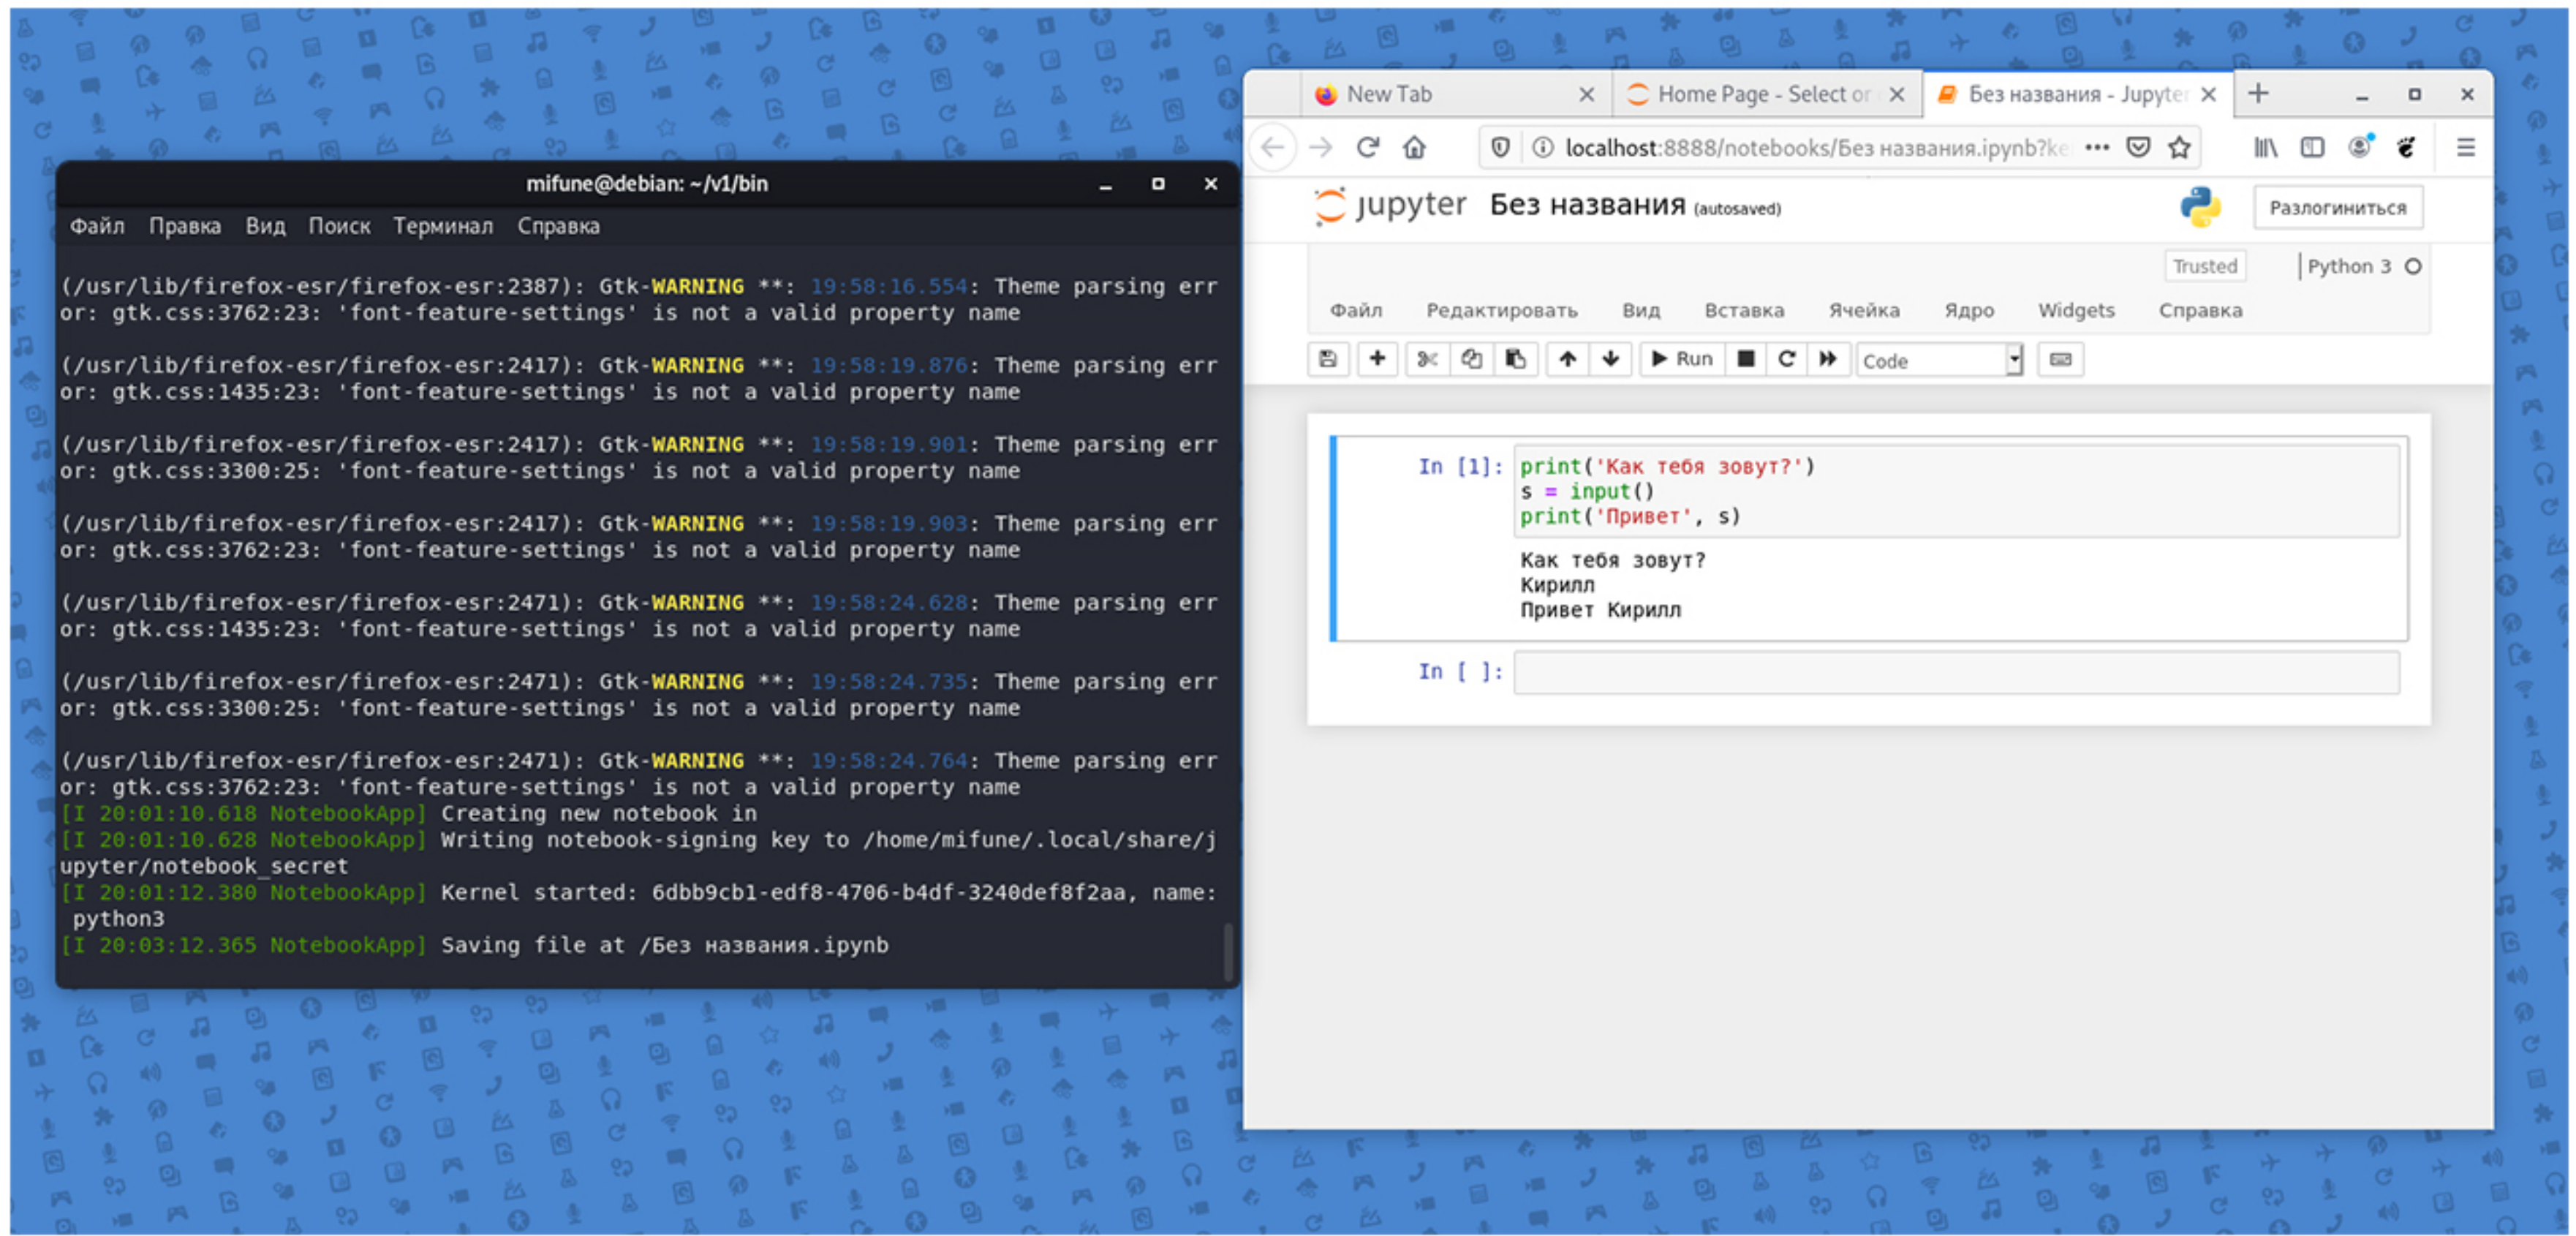 mifune@debian: ~/v1/bin
Файл Правка Вид Поиск Терминал Справка
(/usr/lib/firefox-esr/firefox-esr:2387): Gtk-WARNING **: 19:58:16.554: Theme parsing err
or: gtk.css:3762:23: 'font-feature-settings' is not a valid property name
(/usr/lib/firefox-esr/firefox-esr:2417): Gtk-WARNING **: 19:58:19.876: Theme parsing err
or: gtk.css:1435:23: 'font-feature-settings' is not a valid property name
(/usr/lib/firefox-esr/firefox-esr:2417): Gtk-WARNING **: 19:58:19.901: Theme parsing err
or: gtk.css:3300:25: 'font-feature-settings' is not a valid property name
(/usr/lib/firefox-esr/firefox-esr:2417): Gtk-WARNING **: 19:58:19.903: Theme parsing err
or: gtk.css:3762:23: 'font-feature-settings' is not a valid property name
(/usr/lib/firefox-esr/firefox-esr:2471): Gtk-WARNING **: 19:58:24.628: Theme parsing err
or: gtk.css:1435:23: 'font-feature-settings' is not a valid property name
(/usr/lib/firefox-esr/firefox-esr:2471): Gtk-WARNING **: 19:58:24.735: Theme parsing err
or: gtk.css:3300:25: 'font-feature-settings' is not a valid property name
(/usr/lib/firefox-esr/firefox-esr:2471): Gtk-WARNING **: 19:58:24.764: Theme parsing err
or: gtk.css:3762:23: 'font-feature-settings' is not a valid property name
[I 20:01:10.618 NotebookApp] Creating new notebook in
[I 20:01:10.628 NotebookApp] Writing notebook-signing key to /home/mifune/.local/share/j
upyter/notebook_secret
[I 20:01:12.380 NotebookApp] Kernel started: 6dbb9cb1-edf8-4706-b4df-3240def8f2aa, name:
python3
[I 20:03:12.365 NotebookApp] Saving file at /Без названия.ipynb
New Tab Home Page - Select or Без названия - Jupyter
localhost:8888/notebooks/Без названия.ipynb?ke
jupyter Без названия (autosaved) Разлогиниться
Trusted Python 3
Файл Редактировать Вид Вставка Ячейка Ядро Widgets Справка
Run Code
In [1]: print('Как тебя зовут?')
s = input()
print('Привет', s)
Как тебя зовут?
Кирилл
Привет Кирилл
In [ ]: